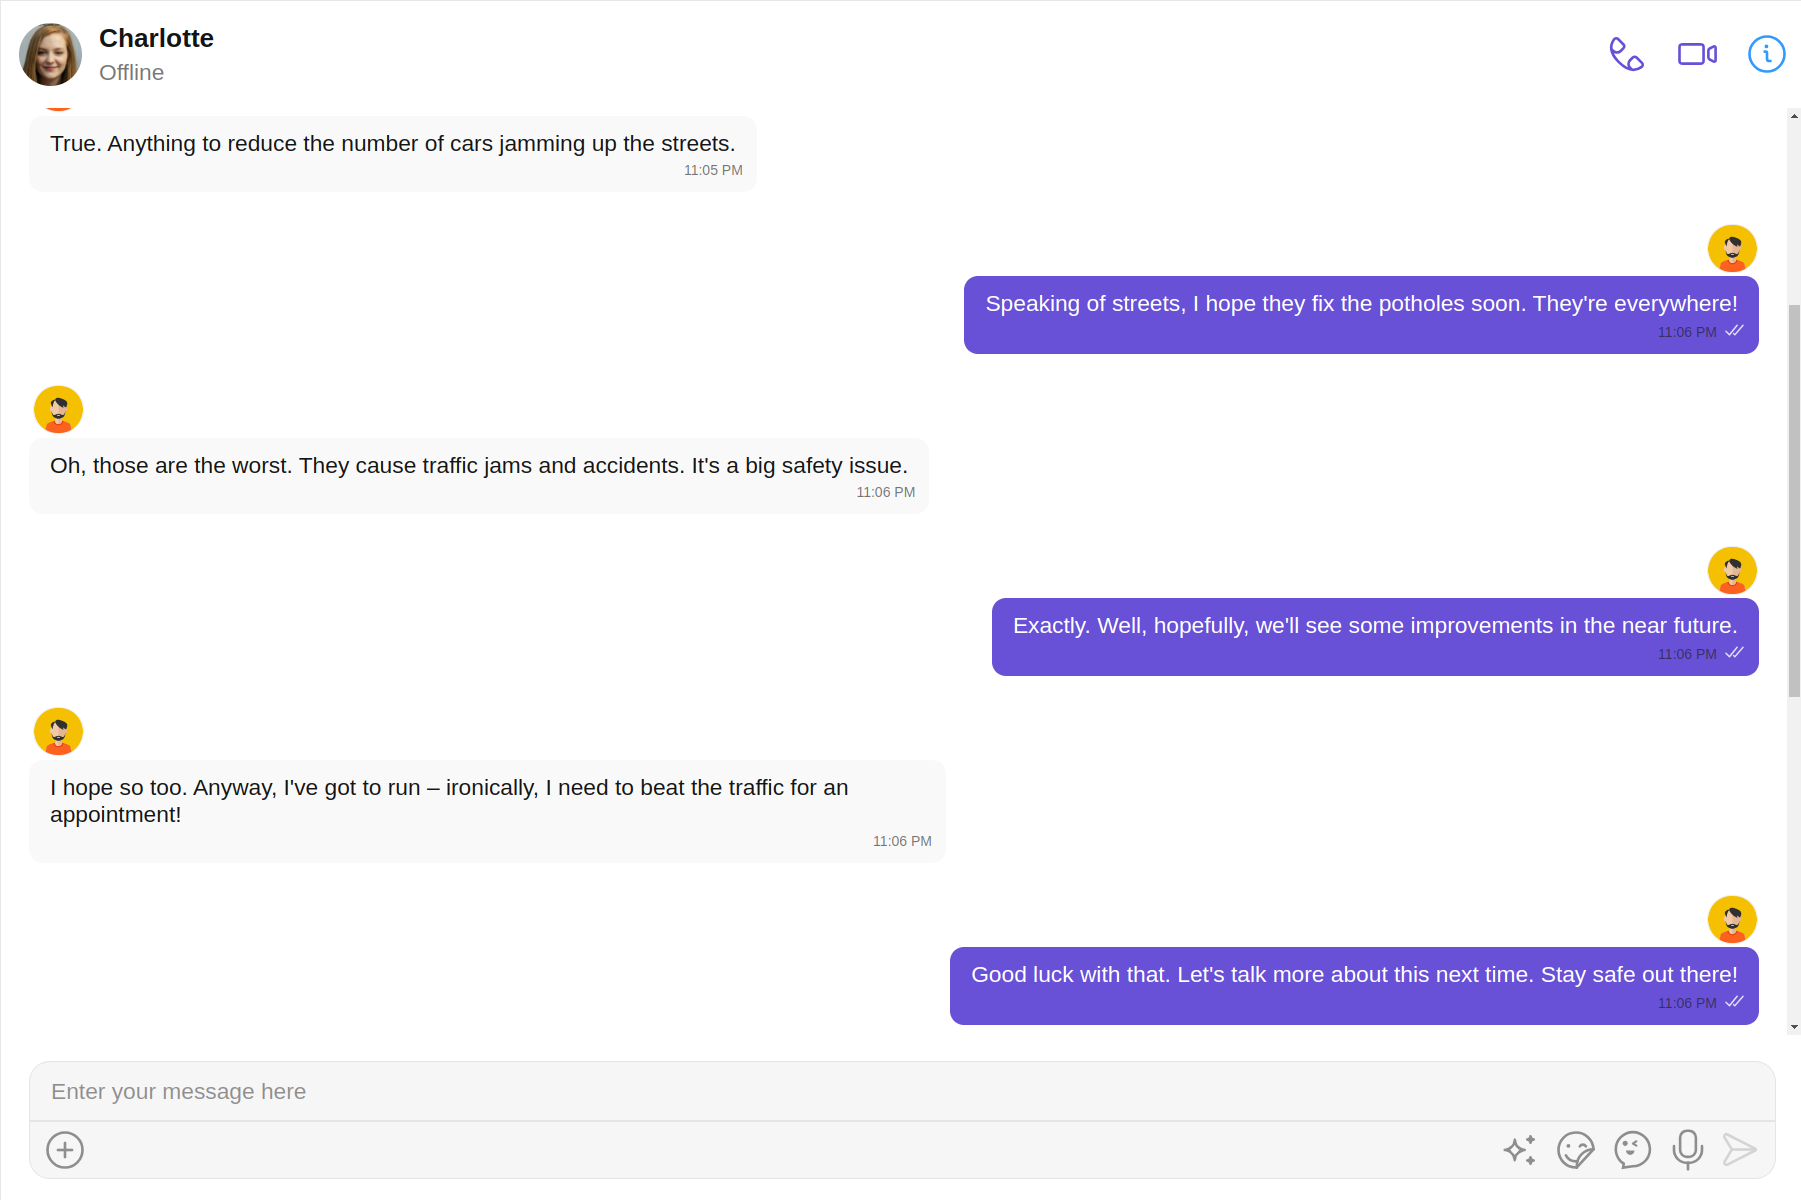 Charlotte
Offline
True. Anything to reduce the number of cars jamming up the streets.
11:05 PM
Speaking of streets, I hope they fix the potholes soon. They're everywhere!
11:06 PM
Oh, those are the worst. They cause traffic jams and accidents. It's a big safety issue.
11:06 PM
Exactly. Well, hopefully, we'll see some improvements in the near future.
11:06 PM
I hope so too. Anyway, I've got to run – ironically, I need to beat the traffic for an
appointment!
11:06 PM
Good luck with that. Let's talk more about this next time. Stay safe out there!
11:06 PM
Enter your message here